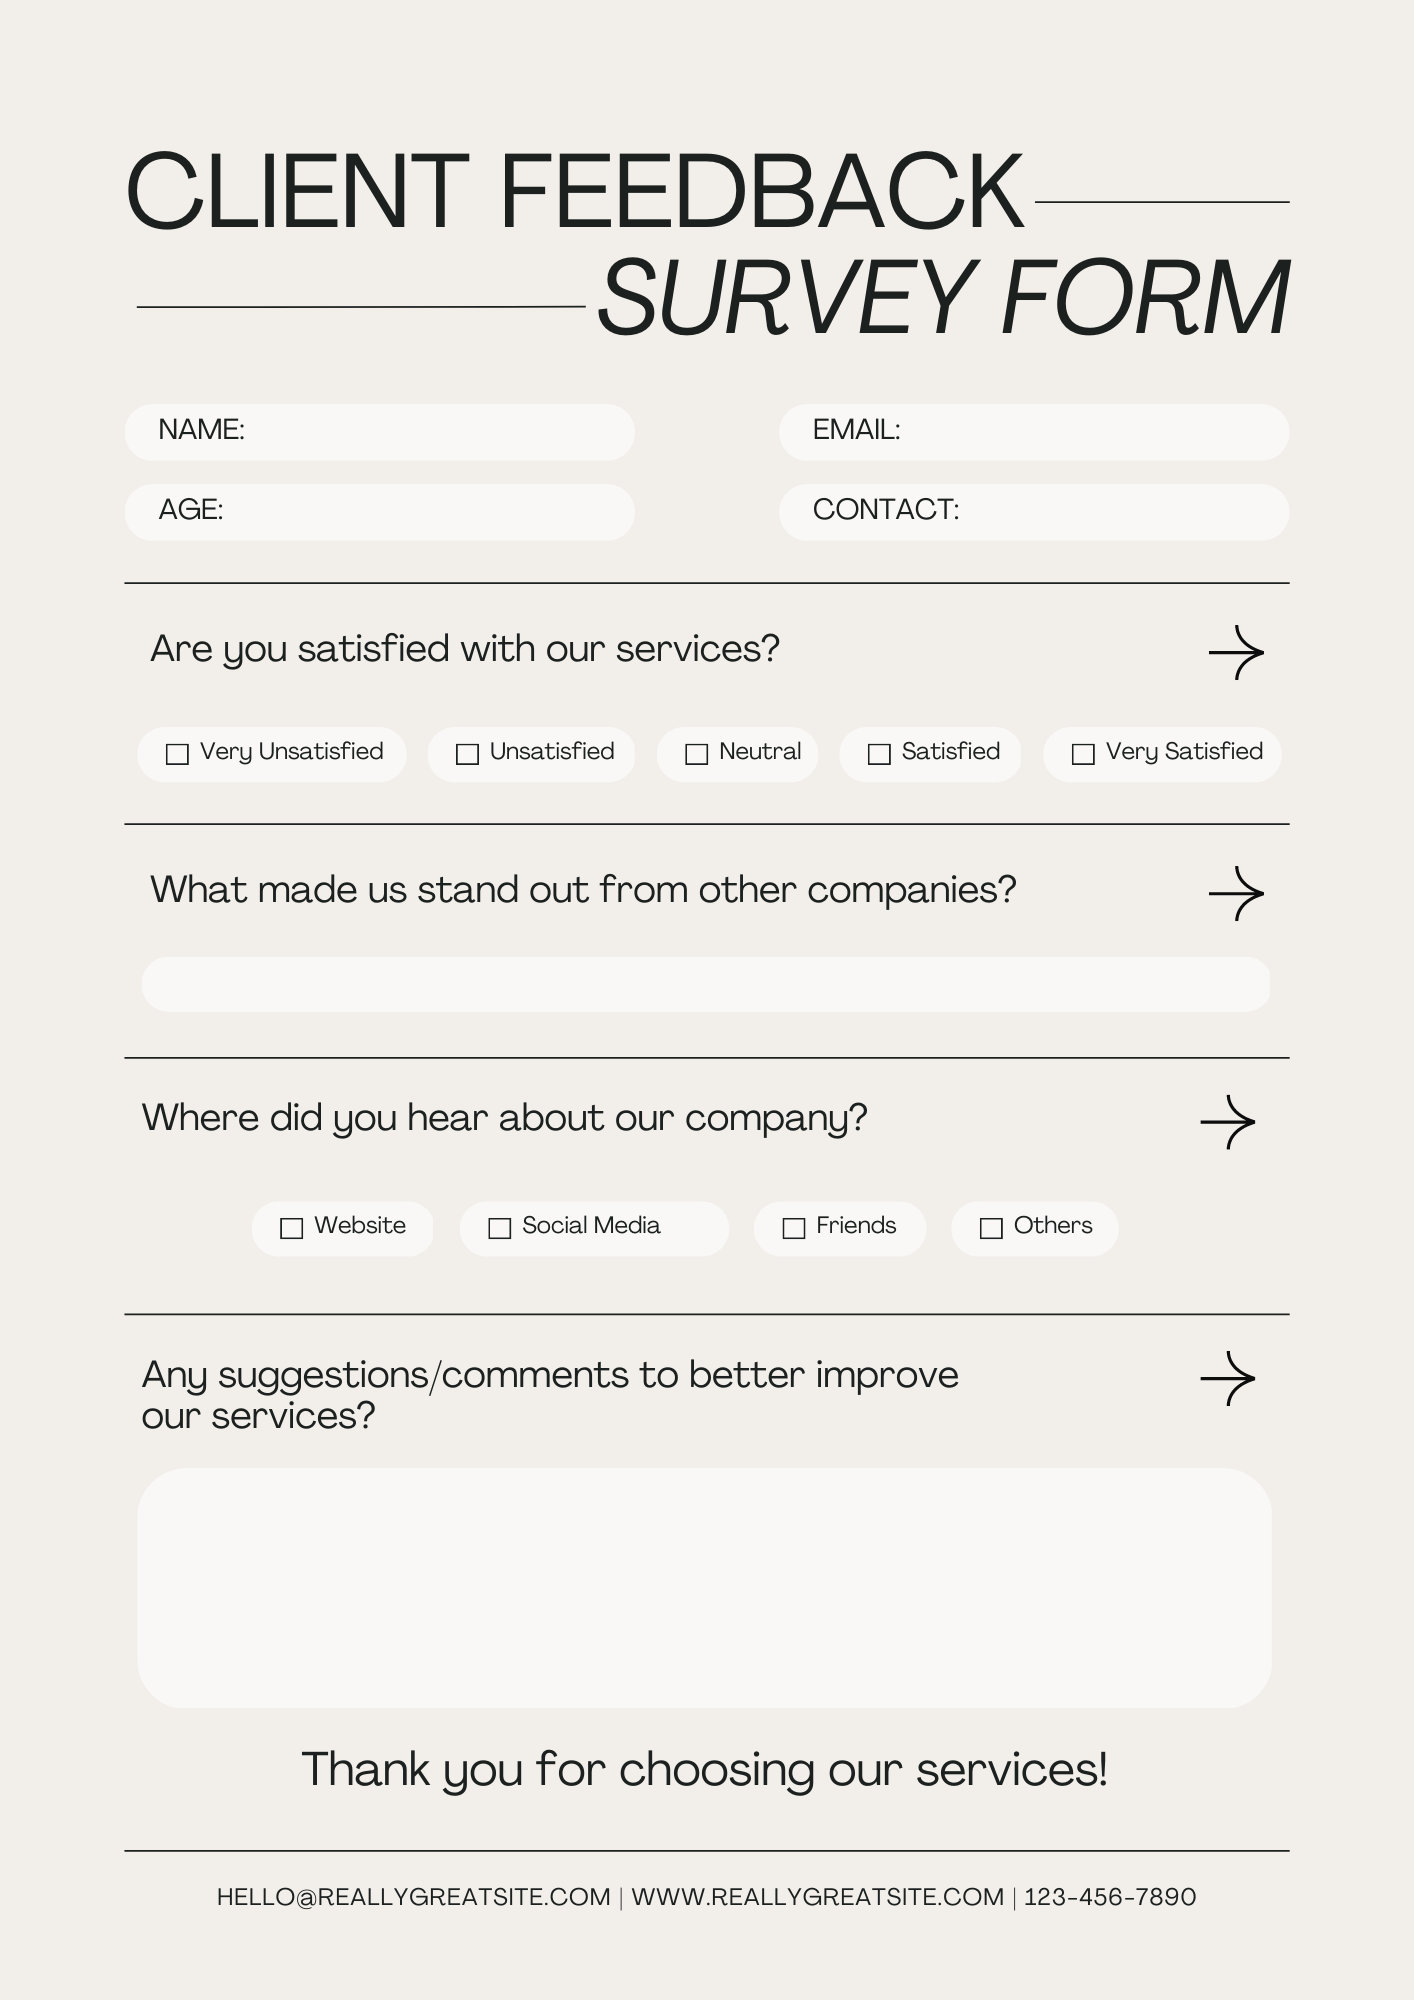 CLIENT FEEDBACK
SURVEY FORM
NAME:
EMAIL:
AGE:
CONTACT:
Are you satisfied with our services?
Very Unsatisfied
Unsatisfied
Neutral
Satisfied
Very Satisfied
What made us stand out from other companies?
Where did you hear about our company?
Website
Social Media
Friends
Others
Any suggestions/comments to better improve
our services?
Thank you for choosing our services!
HELLO@REALLYGREATSITE.COM | WWW.REALLYGREATSITE.COM | 123-456-7890